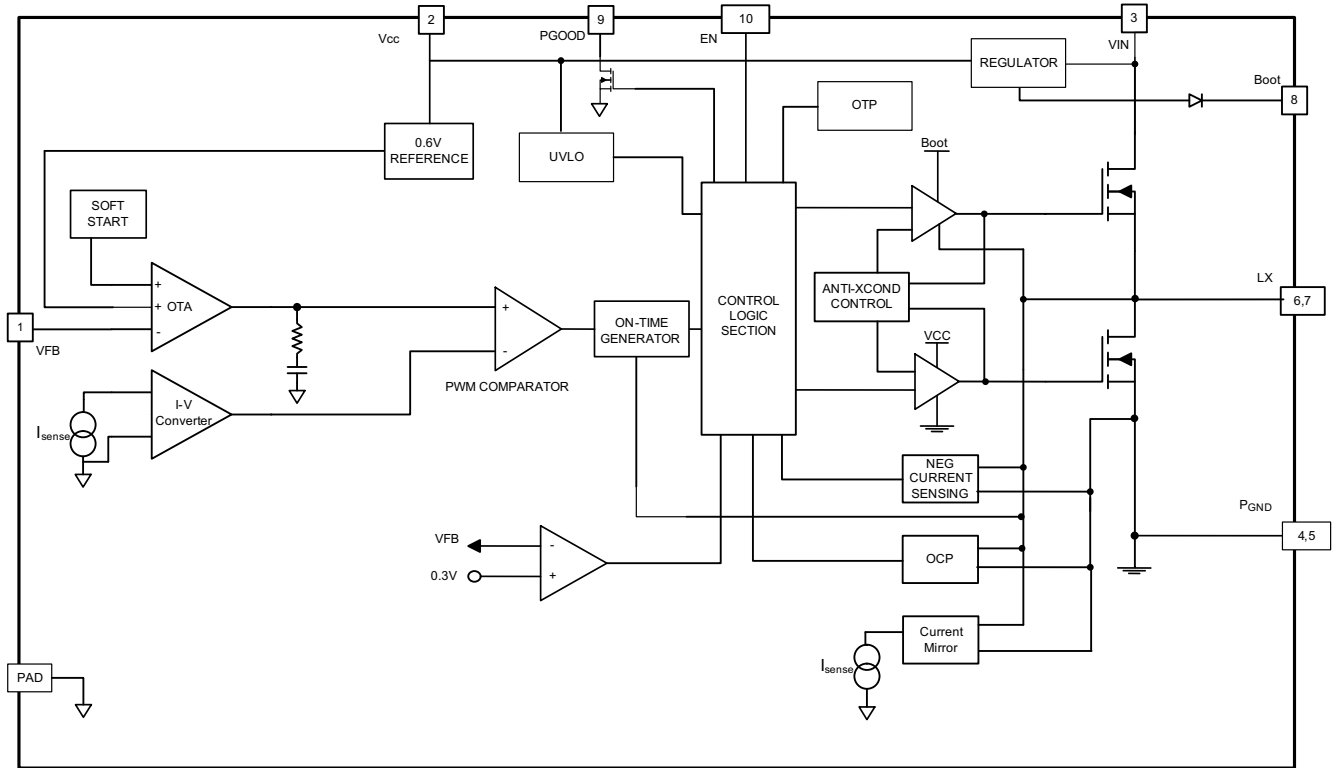 2
9
10
3
Vcc
PGOOD
EN
VIN
REGULATOR
Boot
8
OTP
0.6V
REFERENCE
UVLO
Boot
SOFT
START
+
+ OTA
-
1
VFB
+
-
PWM COMPARATOR
ON-TIME
GENERATOR
CONTROL
LOGIC
SECTION
ANTI-XCOND
CONTROL
VCC
LX
6,7
I-V
Converter
Isense
NEG
CURRENT
SENSING
PGND
4,5
VFB
-
0.3V
+
OCP
Current
Mirror
Isense
PAD